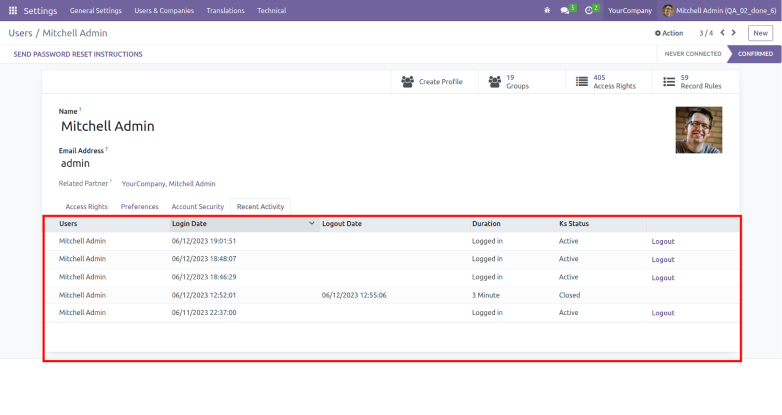 Settings General Settings Users & Companies Translations Technical 5 2 YourCompany Mitchell Admin (QA_02_done_6)
Users / Mitchell Admin Action 3 / 4 New
SEND PASSWORD RESET INSTRUCTIONS NEVER CONNECTED CONFIRMED
Create Profile 19 Groups 405 Access Rights 59 Record Rules
Name ?
Mitchell Admin
Email Address ?
admin
Related Partner ? YourCompany, Mitchell Admin
Access Rights Preferences Account Security Recent Activity
Users Login Date Logout Date Duration Ks Status
Mitchell Admin 06/12/2023 19:01:51 Logged in Active Logout
Mitchell Admin 06/12/2023 18:48:07 Logged in Active Logout
Mitchell Admin 06/12/2023 18:46:29 Logged in Active Logout
Mitchell Admin 06/12/2023 12:52:01 06/12/2023 12:55:06 3 Minute Closed
Mitchell Admin 06/11/2023 22:37:00 Logged in Active Logout